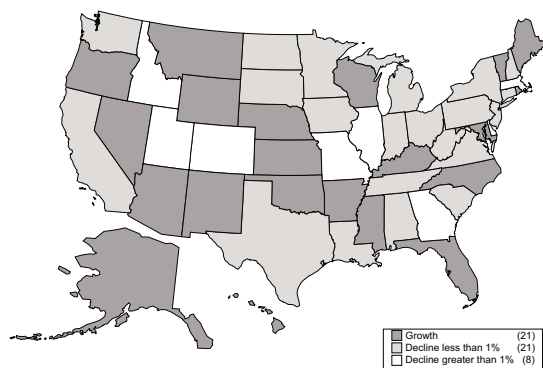 Growth (21)
Decline less than 1% (21)
Decline greater than 1% (8)